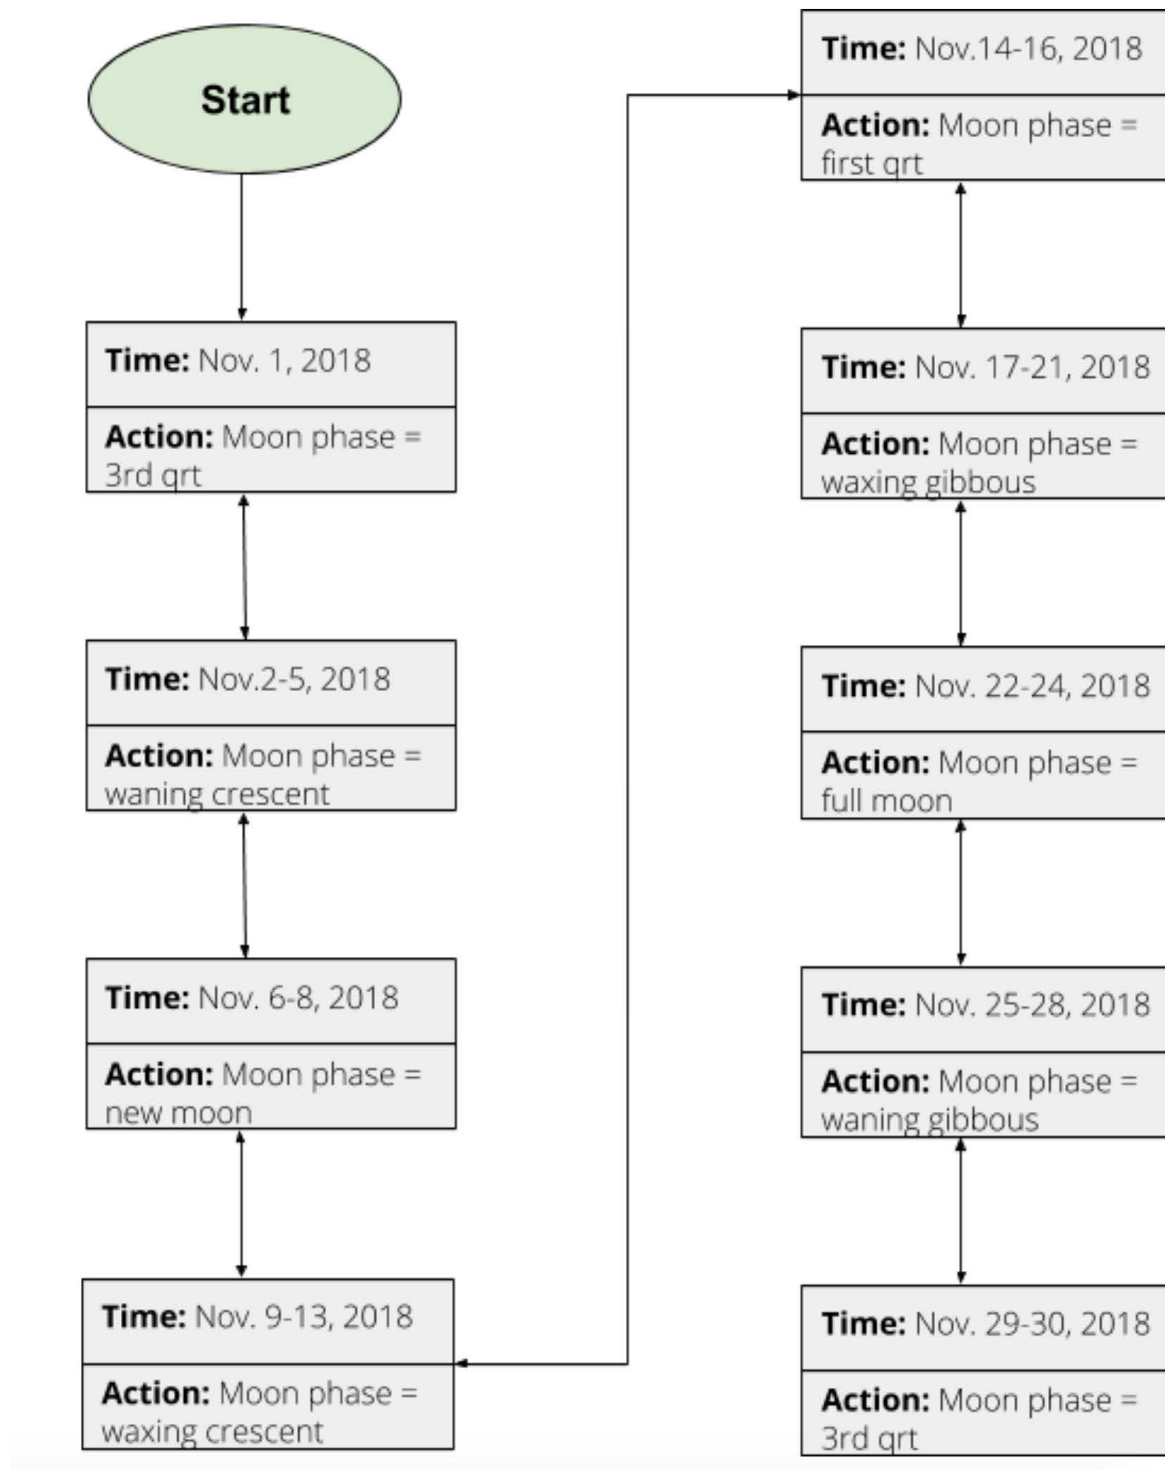 Start
Time: Nov. 1, 2018
Action: Moon phase =
3rd qrt
Time: Nov.2-5, 2018
Action: Moon phase =
waning crescent
Time: Nov. 6-8, 2018
Action: Moon phase =
new moon
Time: Nov. 9-13, 2018
Action: Moon phase =
waxing crescent
Time: Nov.14-16, 2018
Action: Moon phase =
first qrt
Time: Nov. 17-21, 2018
Action: Moon phase =
waxing gibbous
Time: Nov. 22-24, 2018
Action: Moon phase =
full moon
Time: Nov. 25-28, 2018
Action: Moon phase =
waning gibbous
Time: Nov. 29-30, 2018
Action: Moon phase =
3rd qrt